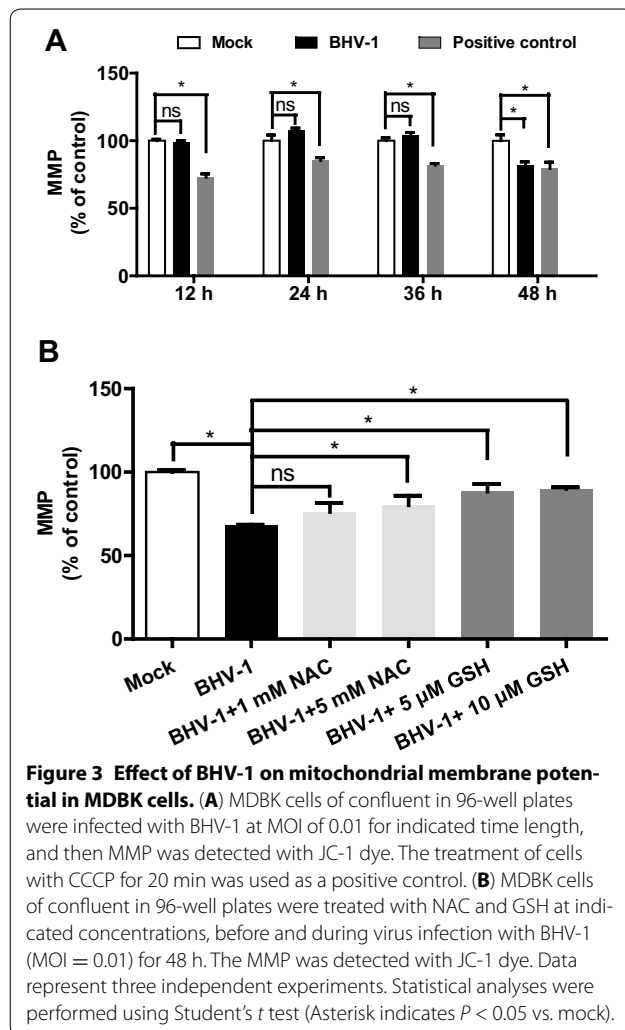 A
Mock BHV-1 Positive control
MMP
(% of control)
150
100
50
0
* * * *
ns ns ns *
12 h 24 h 36 h 48 h
B
MMP
(% of control)
150
100
50
0
*
*
*
*
ns
Mock
BHV-1
BHV-1+1 mM NAC
BHV-1+5 mM NAC
BHV-1+ 5 µM GSH
BHV-1+ 10 µM GSH
Figure 3 Effect of BHV-1 on mitochondrial membrane poten-
tial in MDBK cells. (A) MDBK cells of confluent in 96-well plates
were infected with BHV-1 at MOI of 0.01 for indicated time length,
and then MMP was detected with JC-1 dye. The treatment of cells
with CCCP for 20 min was used as a positive control. (B) MDBK cells
of confluent in 96-well plates were treated with NAC and GSH at indi-
cated concentrations, before and during virus infection with BHV-1
(MOI = 0.01) for 48 h. The MMP was detected with JC-1 dye. Data
represent three independent experiments. Statistical analyses were
performed using Student's t test (Asterisk indicates P < 0.05 vs. mock).